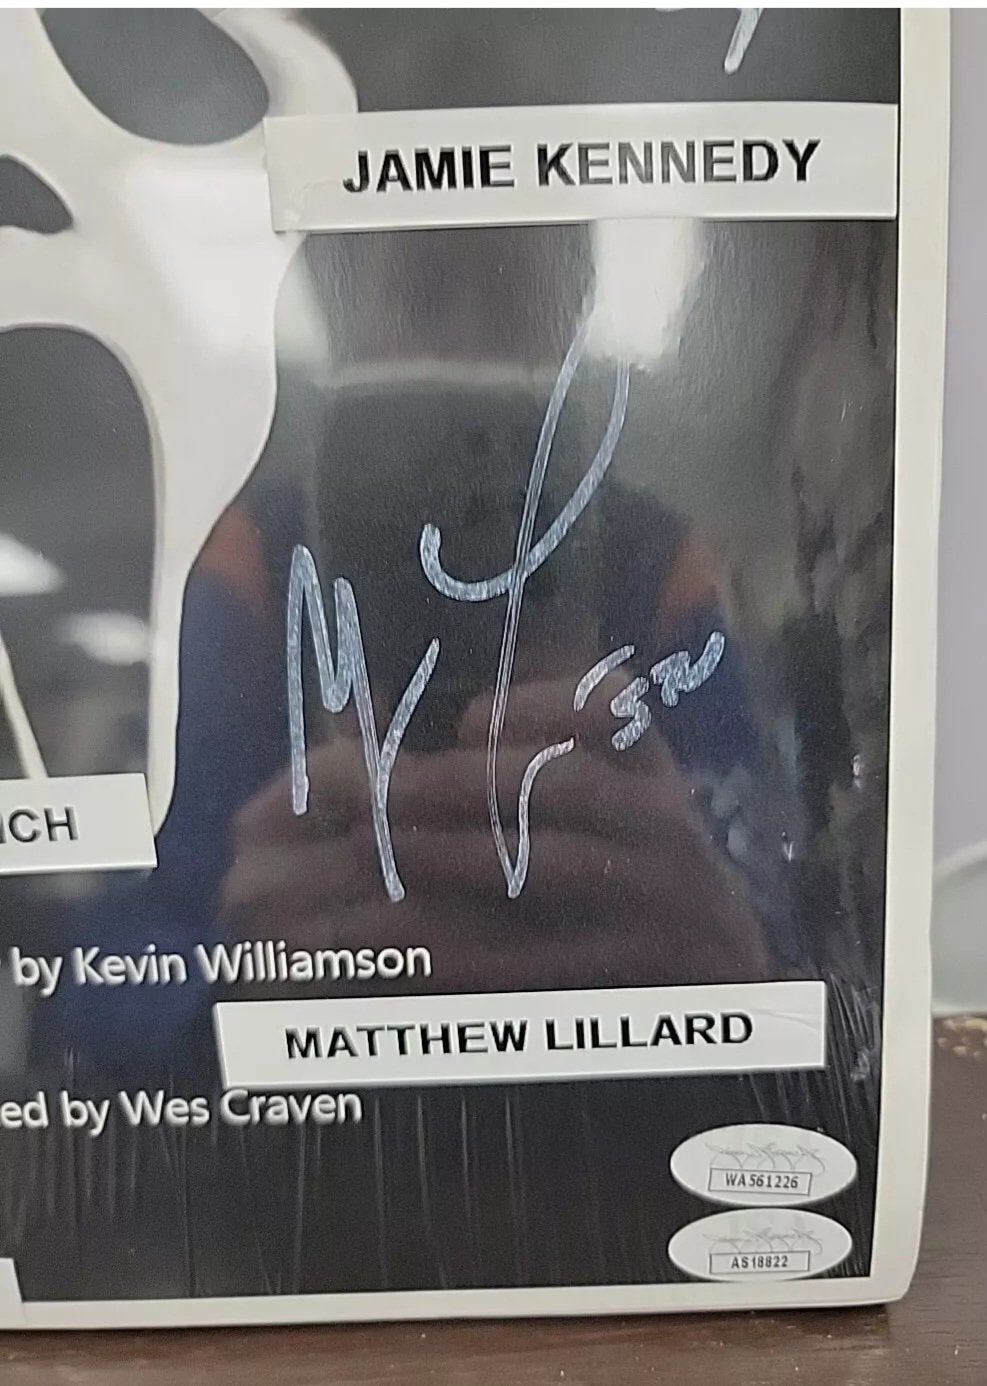 JAMIE KENNEDY
ICH
by Kevin Williamson
MATTHEW LILLARD
ed by Wes Craven
WA561226
AS18822